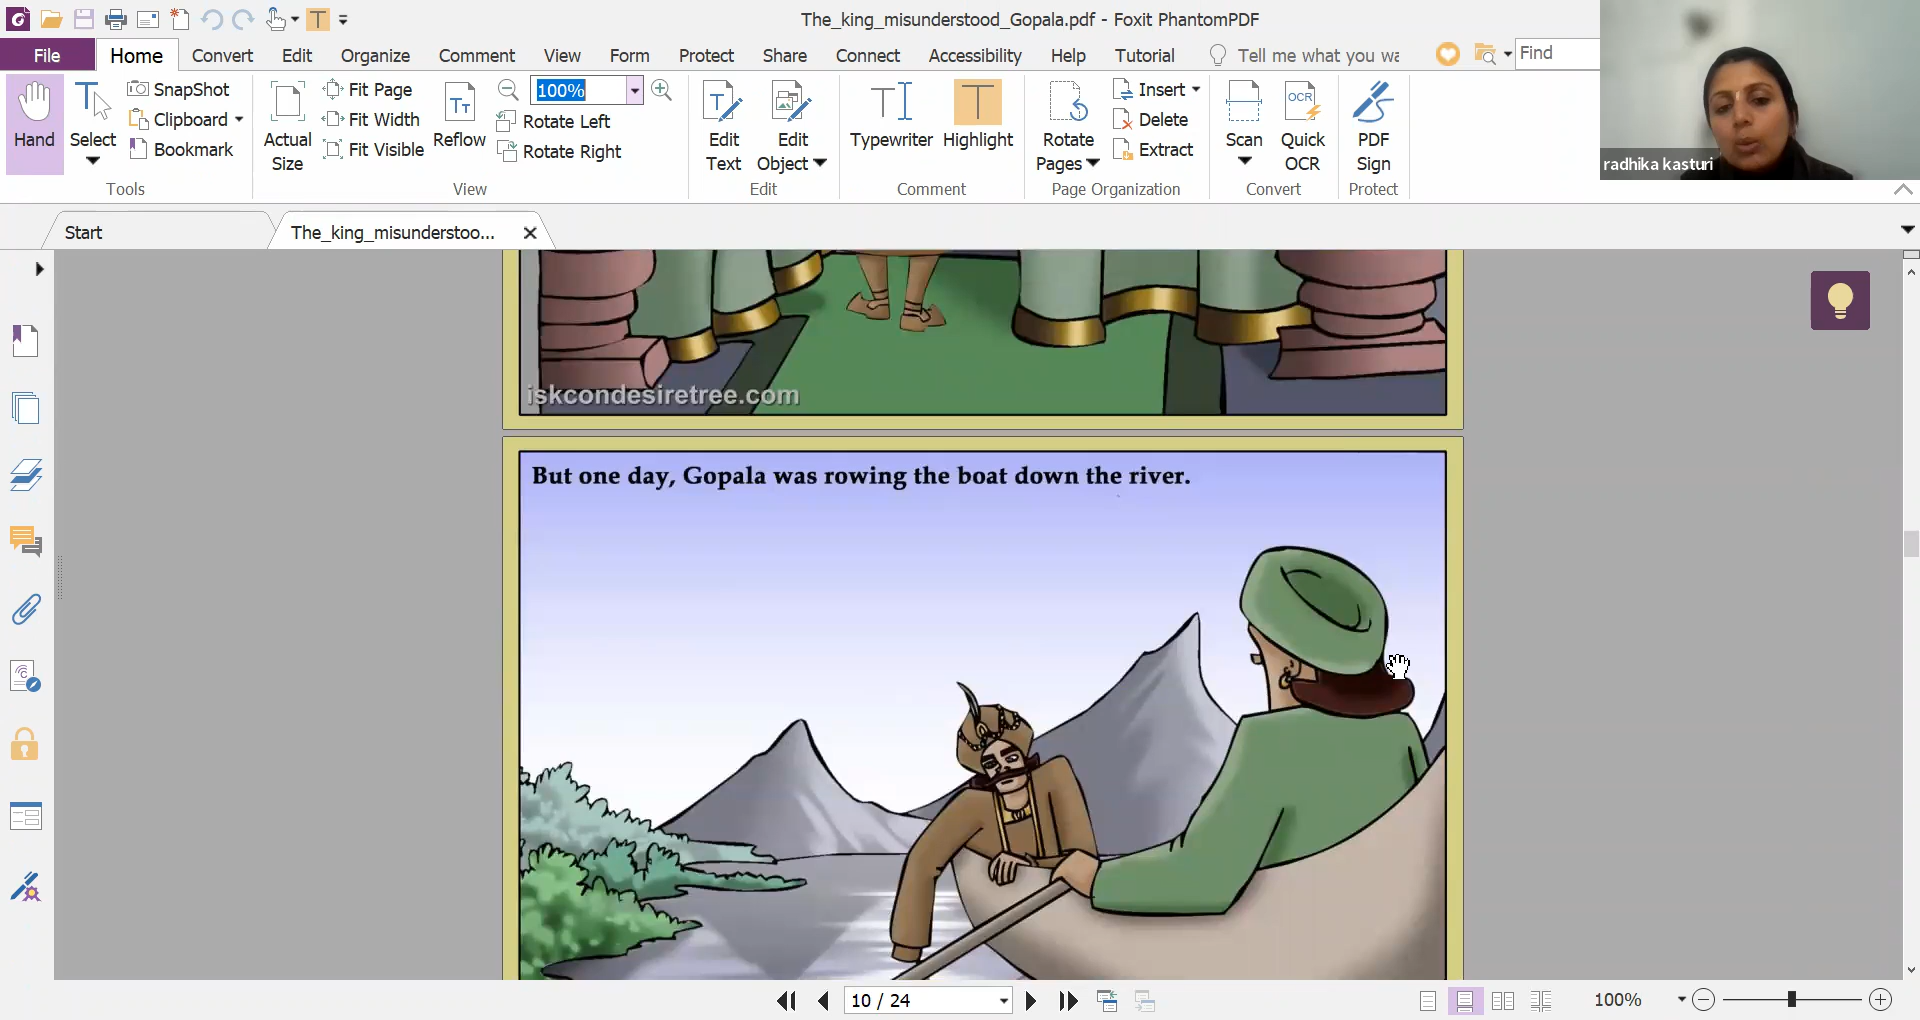 The_king_misunderstood_Gopala.pdf - Foxit PhantomPDF
File Home Convert Edit Organize Comment View Form Protect Share Connect Accessibility Help Tutorial Tell me what you wa Find
Hand
Select
SnapShot
Clipboard
Bookmark
Tools
Actual Size
Fit Page
Fit Width
Fit Visible
Reflow
100%
Rotate Left
Rotate Right
View
Edit Text
Edit Object
Edit
Typewriter
Highlight
Comment
Rotate Pages
Insert
Delete
Extract
Page Organization
Scan
OCR
Quick OCR
Convert
PDF Sign
Protect
radhika kasturi
Start
The_king_misunderstoo...
iskcondesiretree.com
But one day, Gopala was rowing the boat down the river.
10 / 24
100%